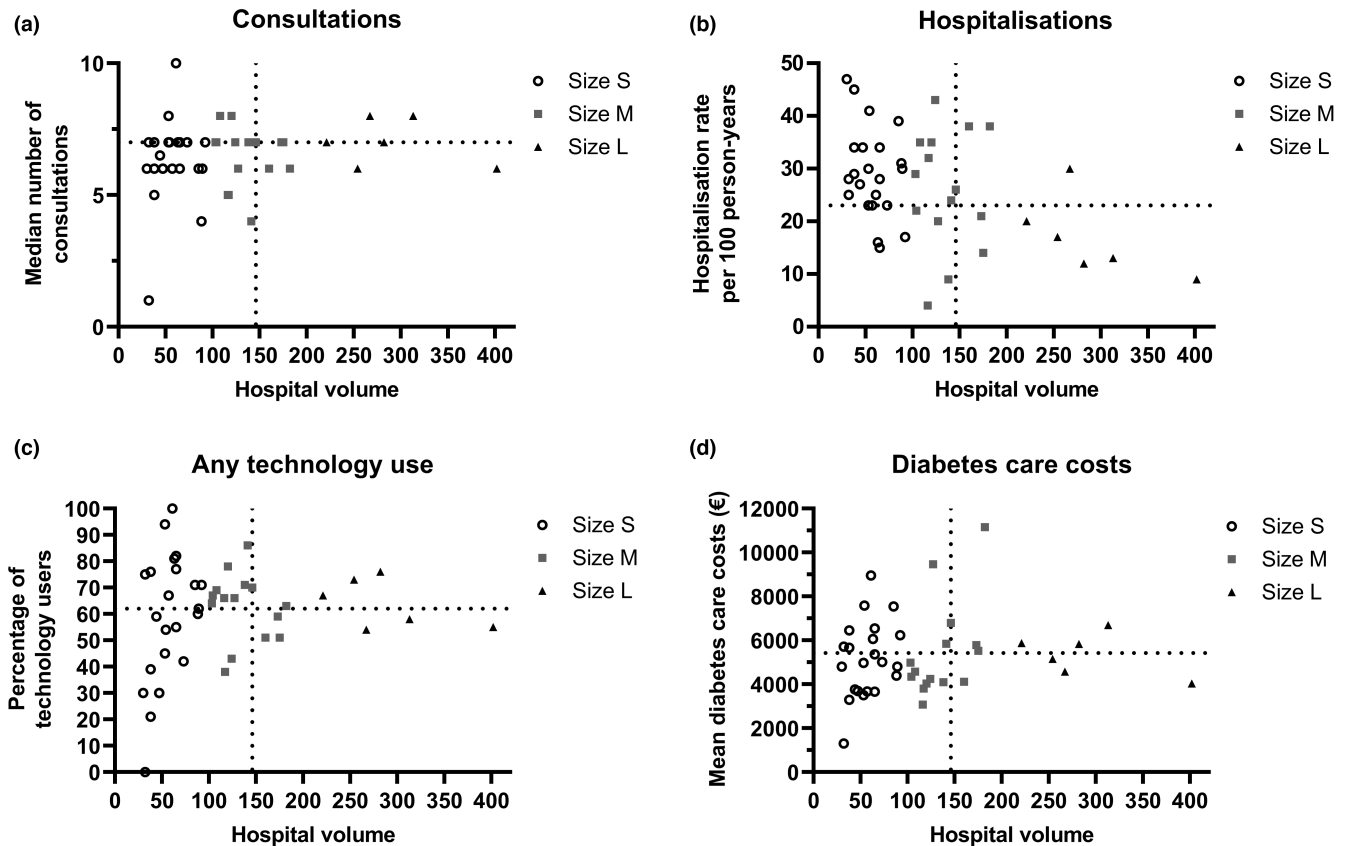 (a)
Consultations
Median number of
consultations
10
5
0
0 50 100 150 200 250 300 350 400
Hospital volume
Size S
Size M
Size L
(b)
Hospitalisations
Hospitalisation rate
per 100 person-years
50
40
30
20
10
0
0 50 100 150 200 250 300 350 400
Hospital volume
Size S
Size M
Size L
(c)
Any technology use
Percentage of
technology users
100
90
80
70
60
50
40
30
20
10
0
0 50 100 150 200 250 300 350 400
Hospital volume
Size S
Size M
Size L
(d)
Diabetes care costs
Mean diabetes care costs (€)
12000
10000
8000
6000
4000
2000
0
0 50 100 150 200 250 300 350 400
Hospital volume
Size S
Size M
Size L